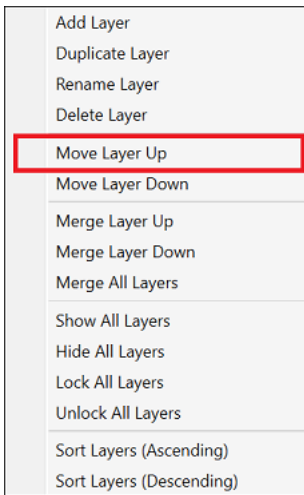 Add Layer
Duplicate Layer
Rename Layer
Delete Layer
Move Layer Up
Move Layer Down
Merge Layer Up
Merge Layer Down
Merge All Layers
Show All Layers
Hide All Layers
Lock All Layers
Unlock All Layers
Sort Layers (Ascending)
Sort Layers (Descending)